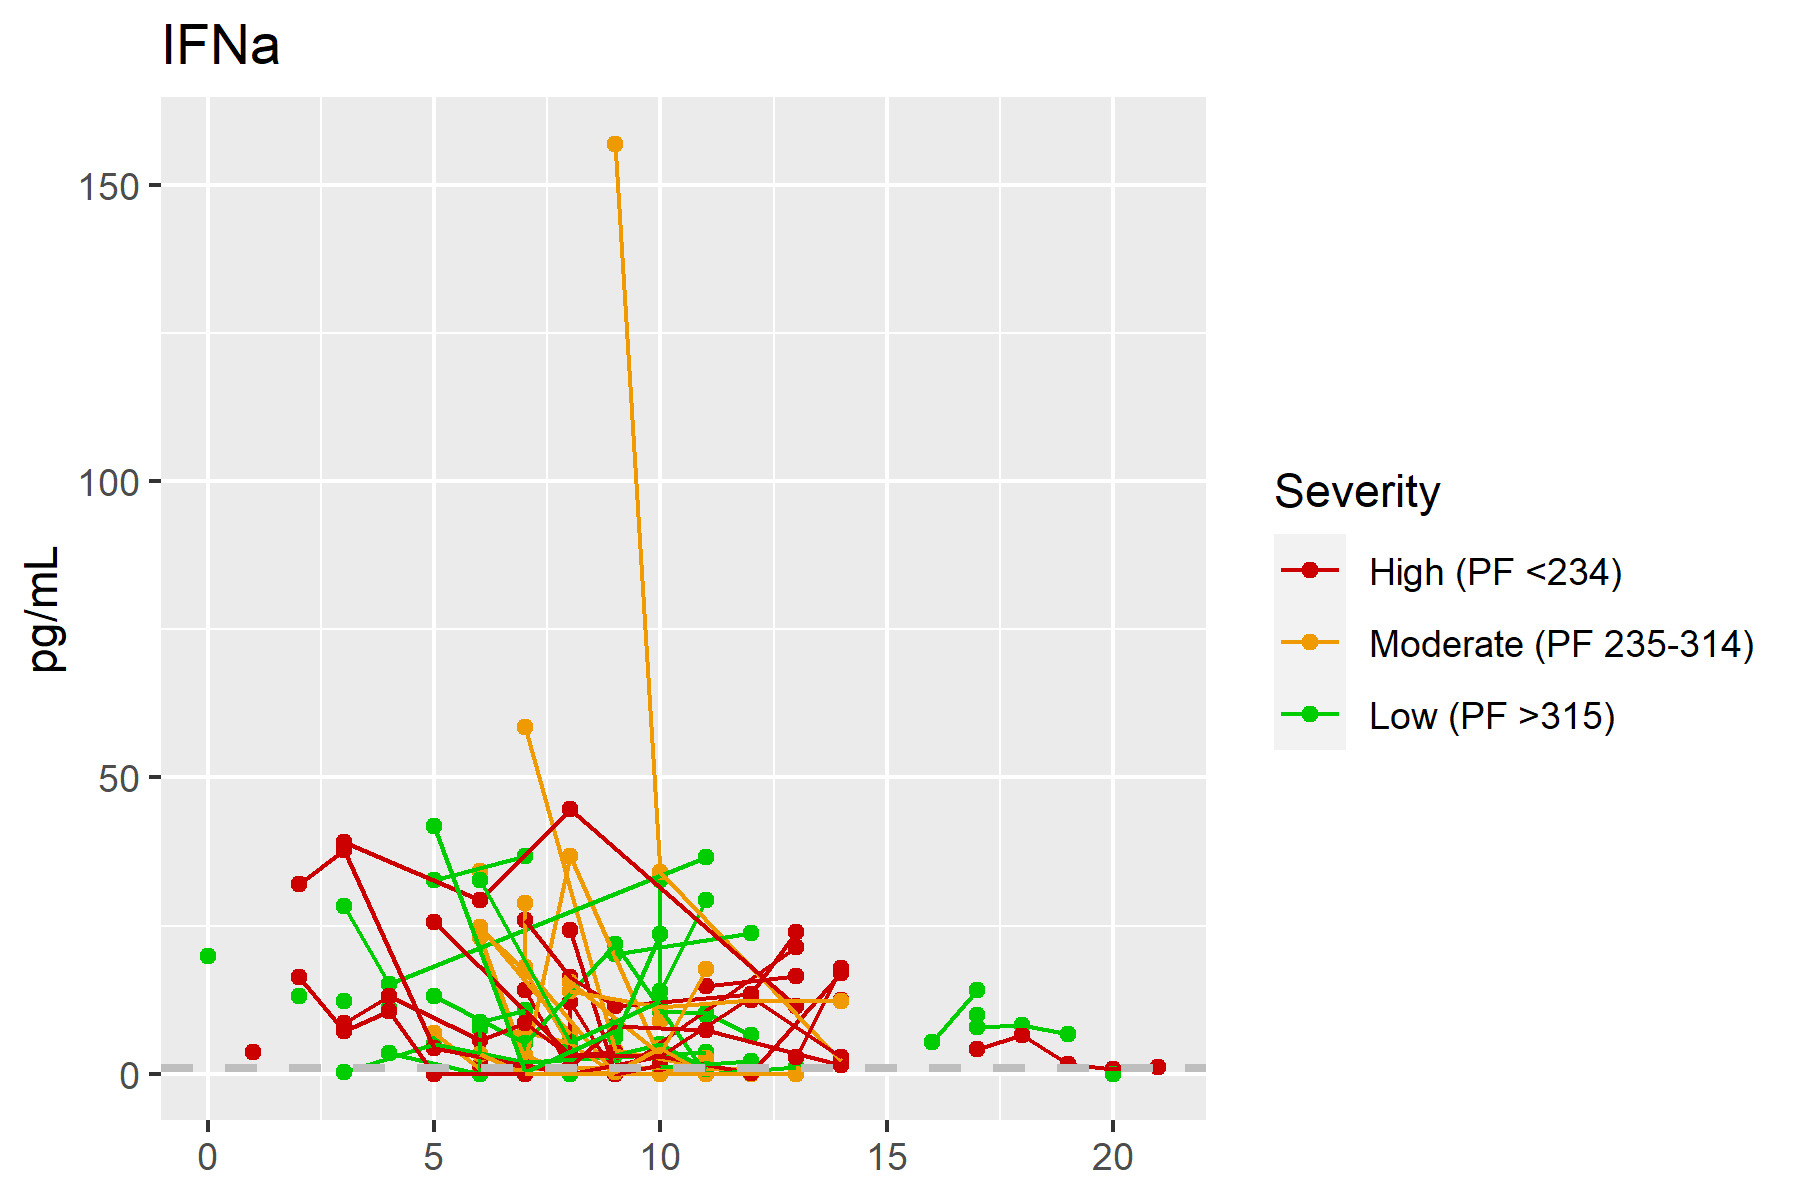 IFNa
150
100
50
0
pg/mL
0 5 10 15 20
Severity
High (PF <234)
Moderate (PF 235-314)
Low (PF >315)